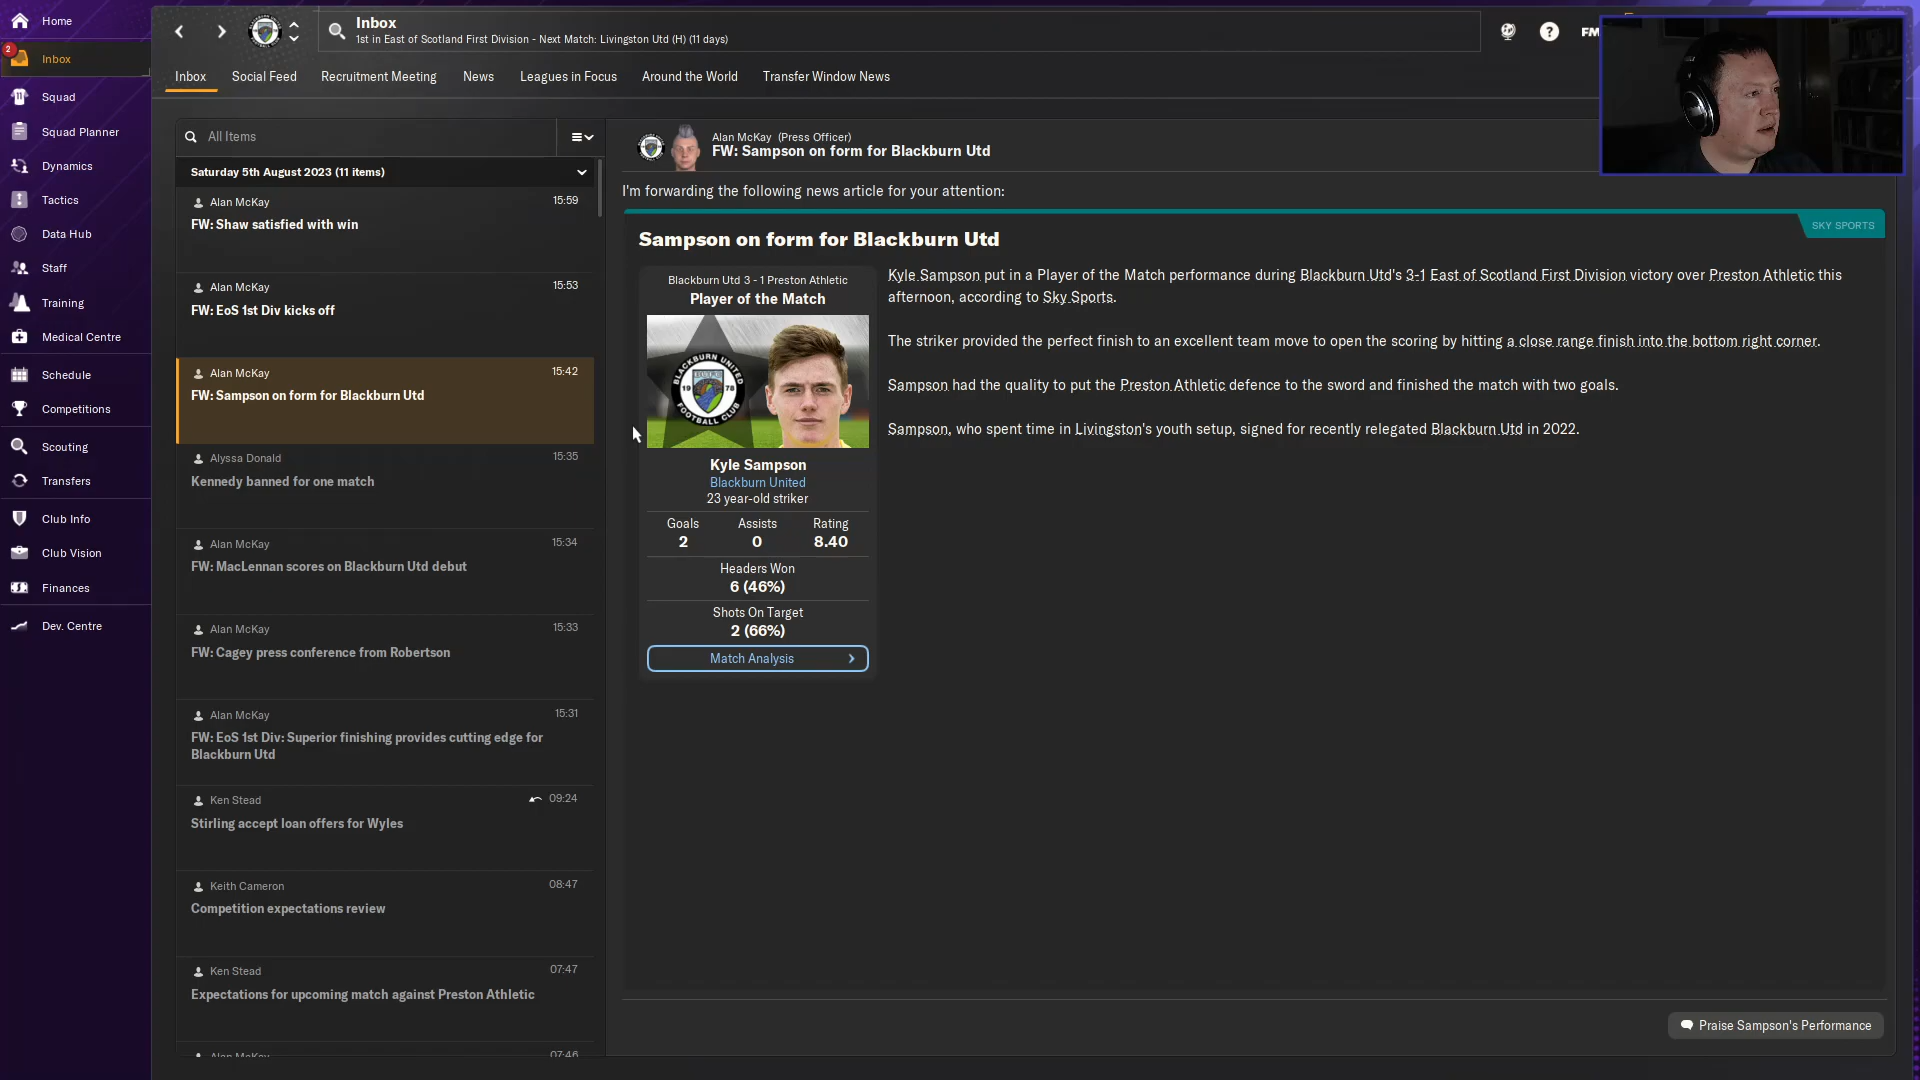 Home
2
Inbox
Squad
Squad Planner
Dynamics
Tactics
Data Hub
Staff
Training
Medical Centre
Schedule
Competitions
Scouting
Transfers
Club Info
Club Vision
Finances
Dev. Centre
Inbox
1st in East of Scotland First Division - Next Match: Livingston Utd (H) (11 days)
FM
Inbox
Social Feed
Recruitment Meeting
News
Leagues in Focus
Around the World
Transfer Window News
All Items
Saturday 5th August 2023 (11 items)
Alan McKay 15:59
FW: Shaw satisfied with win
Alan McKay 15:53
FW: EoS 1st Div kicks off
Alan McKay 15:42
FW: Sampson on form for Blackburn Utd
Alyssa Donald 15:35
Kennedy banned for one match
Alan McKay 15:34
FW: MacLennan scores on Blackburn Utd debut
Alan McKay 15:33
FW: Cagey press conference from Robertson
Alan McKay 15:31
FW: EoS 1st Div: Superior finishing provides cutting edge for
Blackburn Utd
Ken Stead 09:24
Stirling accept loan offers for Wyles
Keith Cameron 08:47
Competition expectations review
Ken Stead 07:47
Expectations for upcoming match against Preston Athletic
Alan McKay 07:46
Alan McKay (Press Officer)
FW: Sampson on form for Blackburn Utd
I'm forwarding the following news article for your attention:
SKY SPORTS
Sampson on form for Blackburn Utd
Blackburn Utd 3 - 1 Preston Athletic
Player of the Match
BLACKBURN UNITED
19 78
FOOTBALL CLUB
Kyle Sampson
Blackburn United
23 year-old striker
Goals Assists Rating
2 0 8.40
Headers Won
6 (46%)
Shots On Target
2 (66%)
Match Analysis
Kyle Sampson put in a Player of the Match performance during Blackburn Utd's 3-1 East of Scotland First Division victory over Preston Athletic this
afternoon, according to Sky Sports.
The striker provided the perfect finish to an excellent team move to open the scoring by hitting a close range finish into the bottom right corner.
Sampson had the quality to put the Preston Athletic defence to the sword and finished the match with two goals.
Sampson, who spent time in Livingston's youth setup, signed for recently relegated Blackburn Utd in 2022.
Praise Sampson's Performance